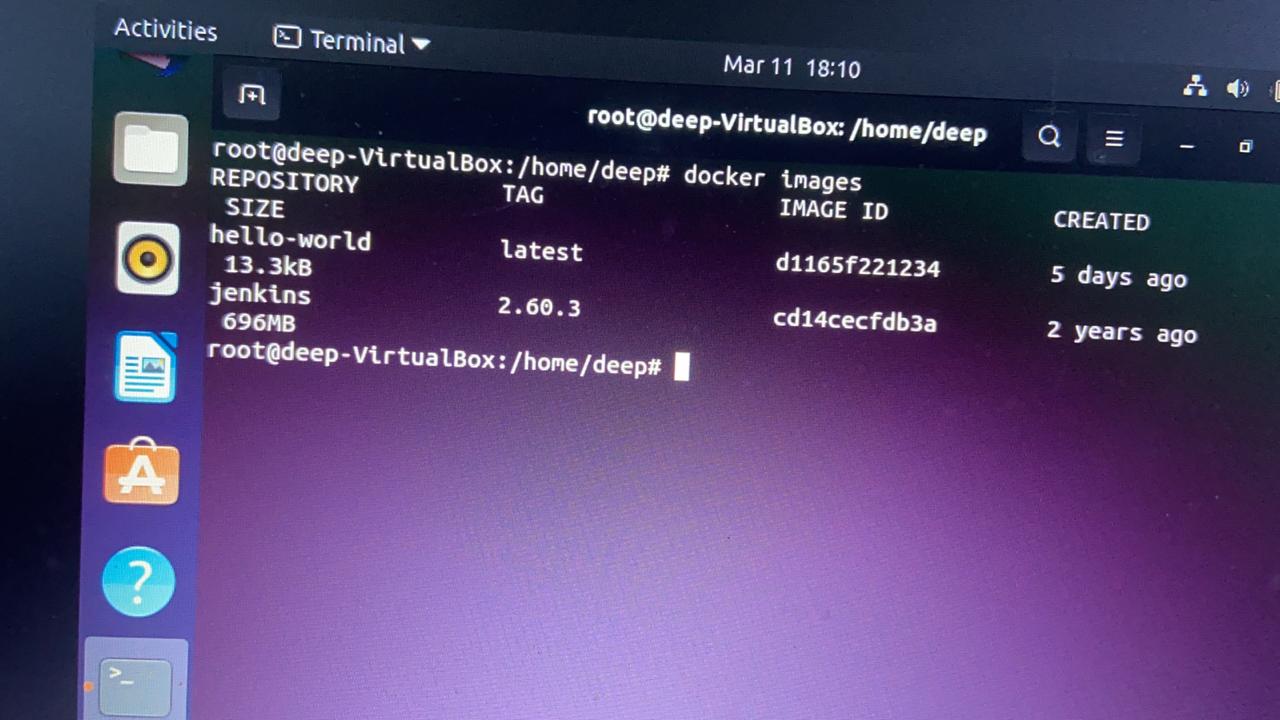 Activities Terminal Mar 11 18:10
root@deep-VirtualBox: /home/deep
root@deep-VirtualBox:/home/deep# docker images
REPOSITORY TAG IMAGE ID CREATED
SIZE
hello-world latest d1165f221234 5 days ago
13.3kB
jenkins 2.60.3 cd14cecfdb3a 2 years ago
696MB
root@deep-VirtualBox:/home/deep#